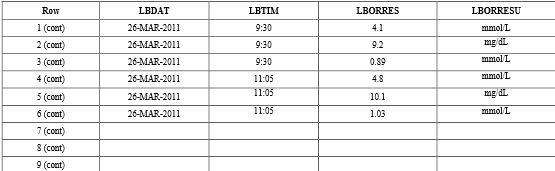 Row LBDAT LBTIM LBORRES LBORRESU
1 (cont) 26-MAR-2011 9:30 4.1 mmol/L
2 (cont) 26-MAR-2011 9:30 9.2 mg/dL
3 (cont) 26-MAR-2011 9:30 0.89 mmol/L
4 (cont) 26-MAR-2011 11:05 4.8 mmol/L
5 (cont) 26-MAR-2011 11:05 10.1 mg/dL
6 (cont) 26-MAR-2011 11:05 1.03 mmol/L
7 (cont)
8 (cont)
9 (cont)